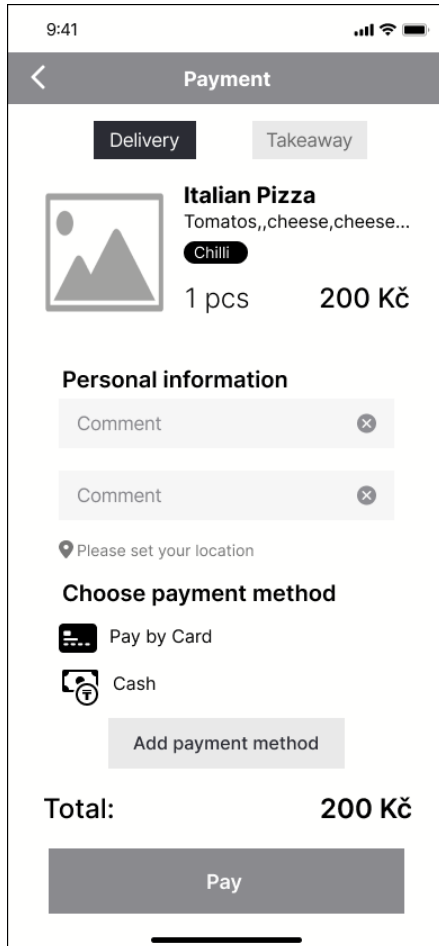 9:41
Payment
Delivery
Takeaway
Italian Pizza
Tomatos,,cheese,cheese...
Chilli
1 pcs
200 Kč
Personal information
Comment
Comment
Please set your location
Choose payment method
Pay by Card
Cash
Add payment method
Total:
200 Kč
Pay